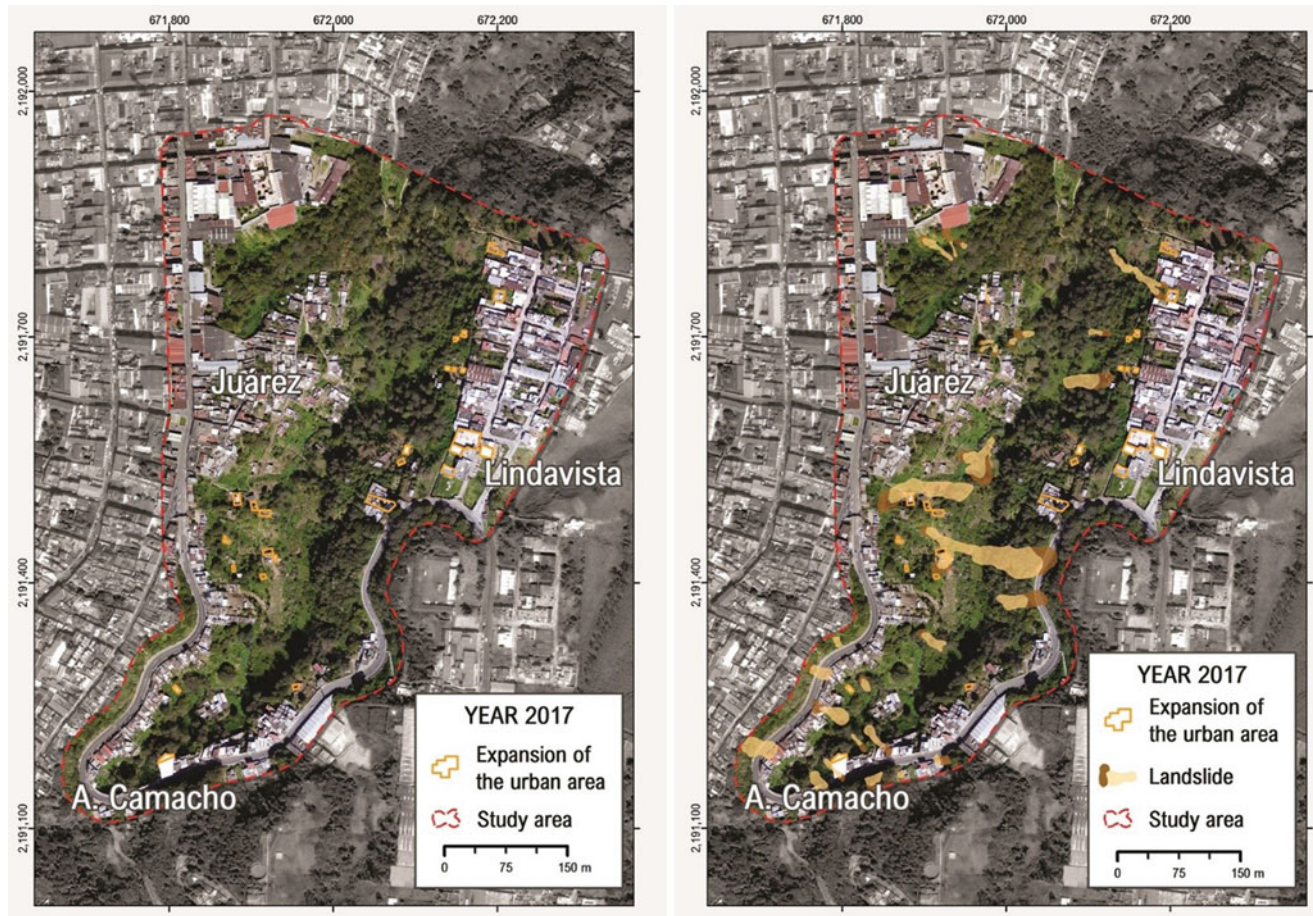 671,800 672,000 672,200
2,192,000
2,191,700
2,191,400
2,191,100
Juárez
Lindavista
A. Camacho
YEAR 2017
Expansion of
the urban area
Study area
0 75 150 m
671,800 672,000 672,200
2,192,000
2,191,700
2,191,400
2,191,100
Juárez
Lindavista
A. Camacho
YEAR 2017
Expansion of
the urban area
Landslide
Study area
0 75 150 m